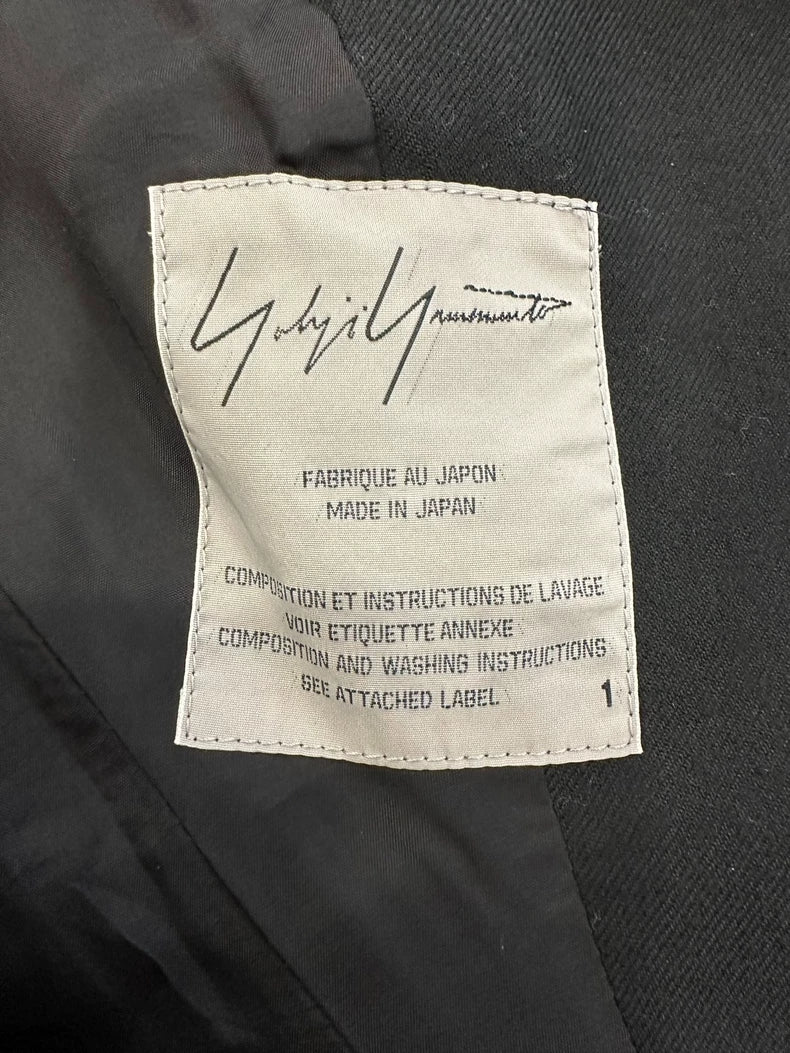 Yohji Yamamoto
FABRIQUE AU JAPON
MADE IN JAPAN
COMPOSITION ET INSTRUCTIONS DE LAVAGE
VOIR ETIQUETTE ANNEXE
COMPOSITION AND WASHING INSTRUCTIONS
SEE ATTACHED LABEL 1